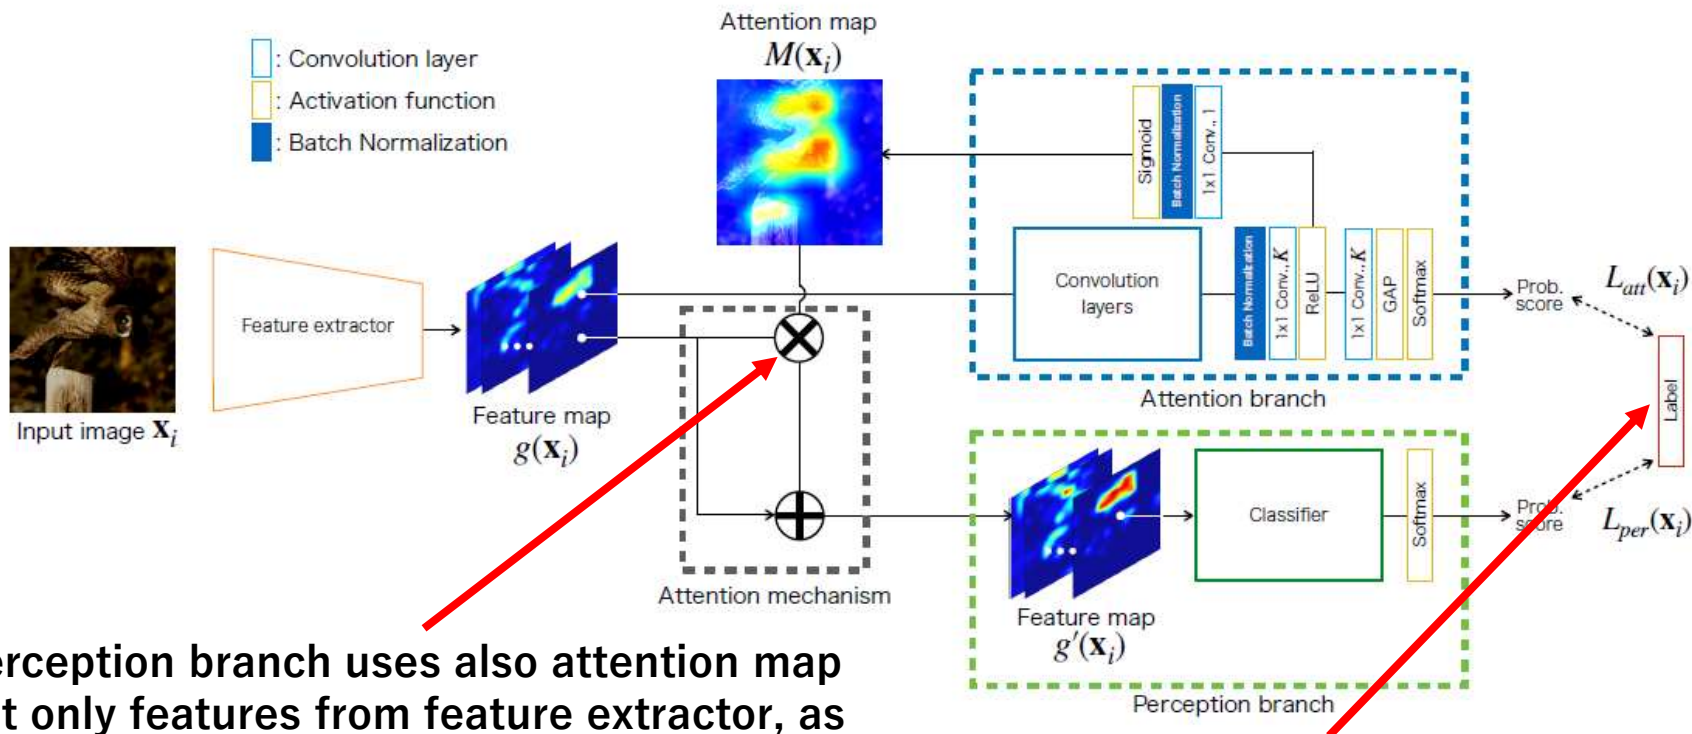 Attention map
M(xᵢ)
: Convolution layer
: Activation function
: Batch Normalization
Sigmoid
Batch Normalization
1x1 Conv., 1
Input image xᵢ
Feature extractor
Feature map
g(xᵢ)
Convolution
layers
Batch Normalization
1x1 Conv., K
ReLU
1x1 Conv., K
GAP
Softmax
Prob.
score
L_att(xᵢ)
Attention branch
Label
Attention mechanism
Feature map
g′(xᵢ)
Classifier
Softmax
Prob.
score
L_per(xᵢ)
Perception branch
erception branch uses also attention map
t only features from feature extractor, as